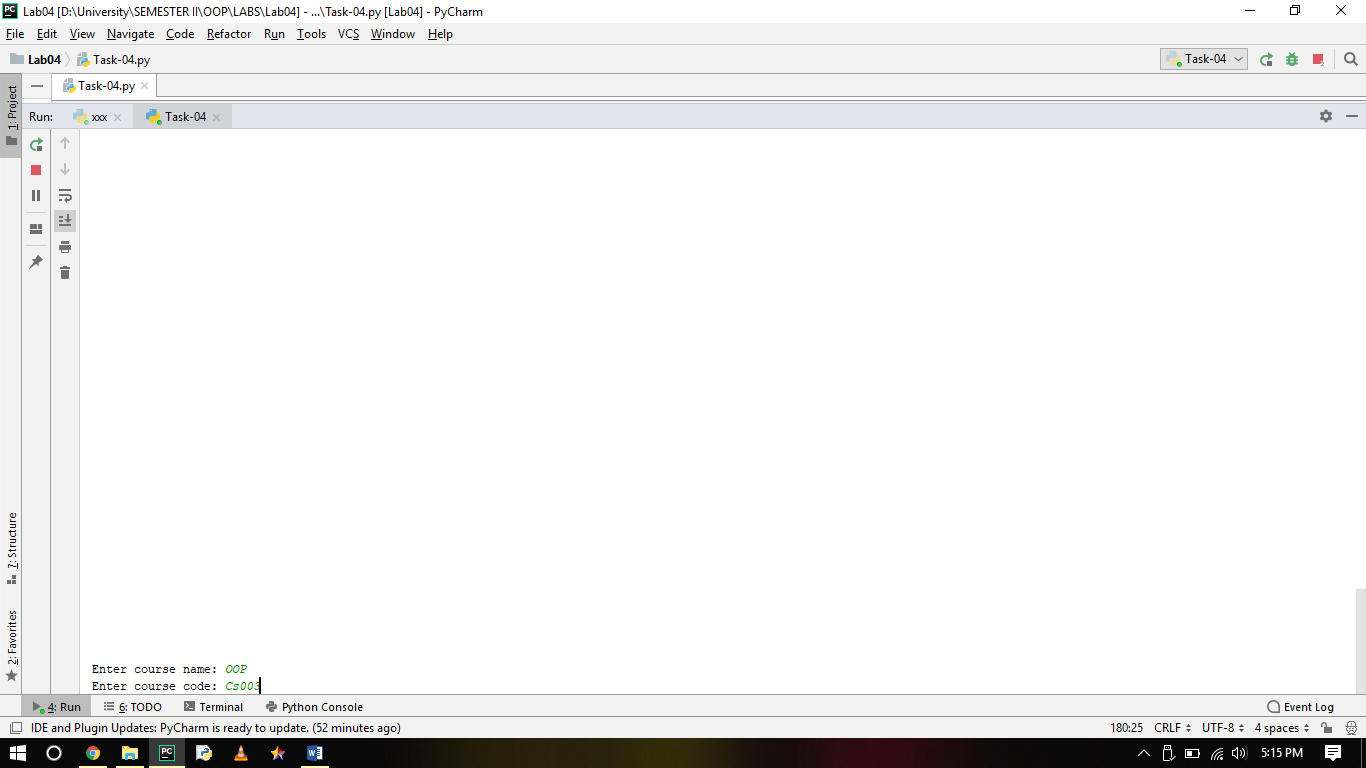 Lab04 [D:\University\SEMESTER II\OOP\LABS\Lab04] - ...\Task-04.py [Lab04] - PyCharm
File Edit View Navigate Code Refactor Run Tools VCS Window Help
Lab04 Task-04.py Task-04
Task-04.py
1: Project
Run: xxx Task-04
7: Structure
2: Favorites
Enter course name: OOP
Enter course code: Cs003
4: Run 6: TODO Terminal Python Console Event Log
IDE and Plugin Updates: PyCharm is ready to update. (52 minutes ago) 180:25 CRLF UTF-8 4 spaces
5:15 PM